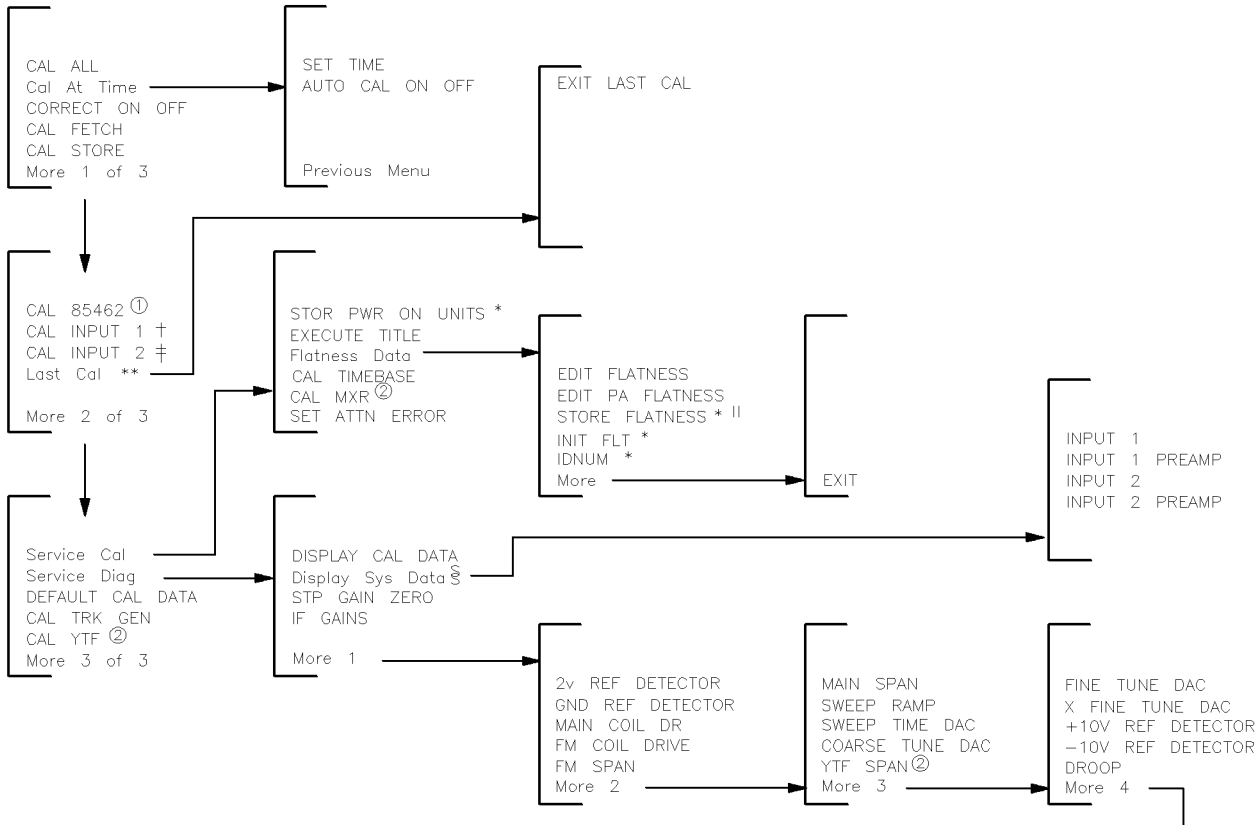 CAL ALL
Cal At Time
CORRECT ON OFF
CAL FETCH
CAL STORE
More 1 of 3
SET TIME
AUTO CAL ON OFF
Previous Menu
EXIT LAST CAL
CAL 85462 ①
CAL INPUT 1 †
CAL INPUT 2 ‡
Last Cal **
More 2 of 3
STOR PWR ON UNITS *
EXECUTE TITLE
Flatness Data
CAL TIMEBASE
CAL MXR ②
SET ATTN ERROR
EDIT FLATNESS
EDIT PA FLATNESS
STORE FLATNESS * ||
INIT FLT *
IDNUM *
More
EXIT
INPUT 1
INPUT 1 PREAMP
INPUT 2
INPUT 2 PREAMP
Service Cal
Service Diag
DEFAULT CAL DATA
CAL TRK GEN
CAL YTF ②
More 3 of 3
DISPLAY CAL DATA
Display Sys Data §
STP GAIN ZERO
IF GAINS
More 1
2v REF DETECTOR
GND REF DETECTOR
MAIN COIL DR
FM COIL DRIVE
FM SPAN
More 2
MAIN SPAN
SWEEP RAMP
SWEEP TIME DAC
COARSE TUNE DAC
YTF SPAN ②
More 3
FINE TUNE DAC
X FINE TUNE DAC
+10V REF DETECTOR
−10V REF DETECTOR
DROOP
More 4